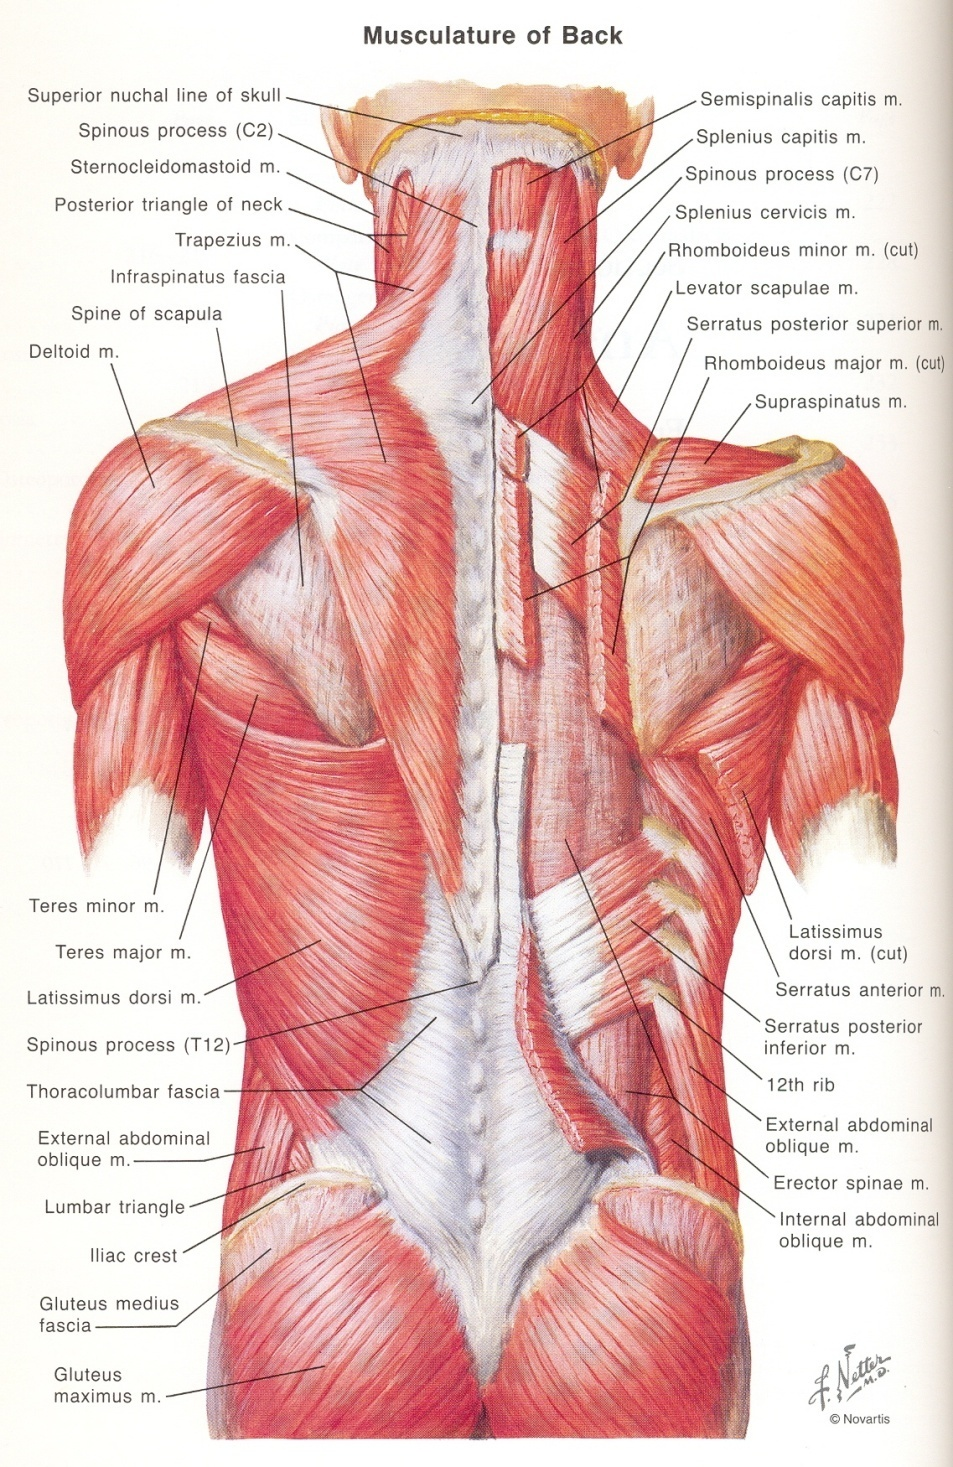 Musculature of Back
Superior nuchal line of skull
Spinous process (C2)
Sternocleidomastoid m.
Posterior triangle of neck
Trapezius m.
Infraspinatus fascia
Spine of scapula
Deltoid m.
Teres minor m.
Teres major m.
Latissimus dorsi m.
Spinous process (T12)
Thoracolumbar fascia
External abdominal
oblique m.
Lumbar triangle
Iliac crest
Gluteus medius
fascia
Gluteus
maximus m.
Semispinalis capitis m.
Splenius capitis m.
Spinous process (C7)
Splenius cervicis m.
Rhomboideus minor m. (cut)
Levator scapulae m.
Serratus posterior superior m.
Rhomboideus major m. (cut)
Supraspinatus m.
Latissimus
dorsi m. (cut)
Serratus anterior m.
Serratus posterior
inferior m.
12th rib
External abdominal
oblique m.
Erector spinae m.
Internal abdominal
oblique m.
F. Netter
M.D.
© Novartis